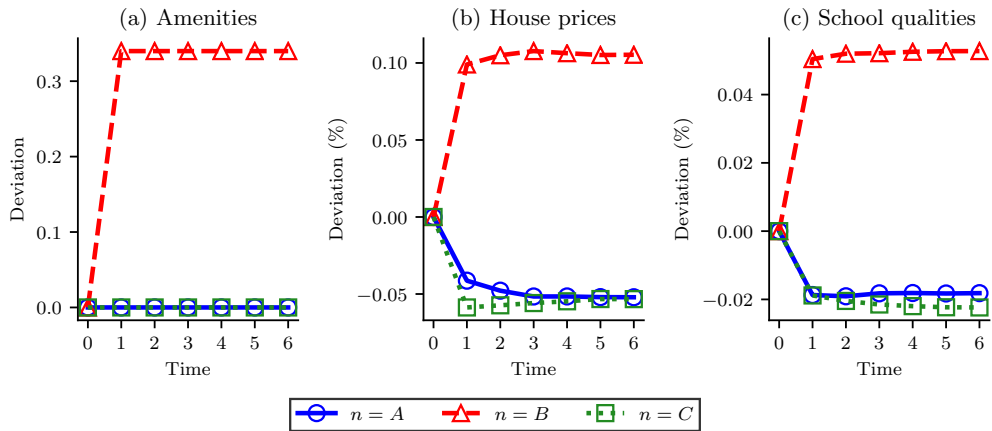 (a) Amenities
(b) House prices
(c) School qualities
Deviation
0.3
0.2
0.1
0.0
0 1 2 3 4 5 6
Time
Deviation (%)
0.10
0.05
0.00
−0.05
0 1 2 3 4 5 6
Time
Deviation (%)
0.04
0.02
0.00
−0.02
0 1 2 3 4 5 6
Time
n = A
n = B
n = C